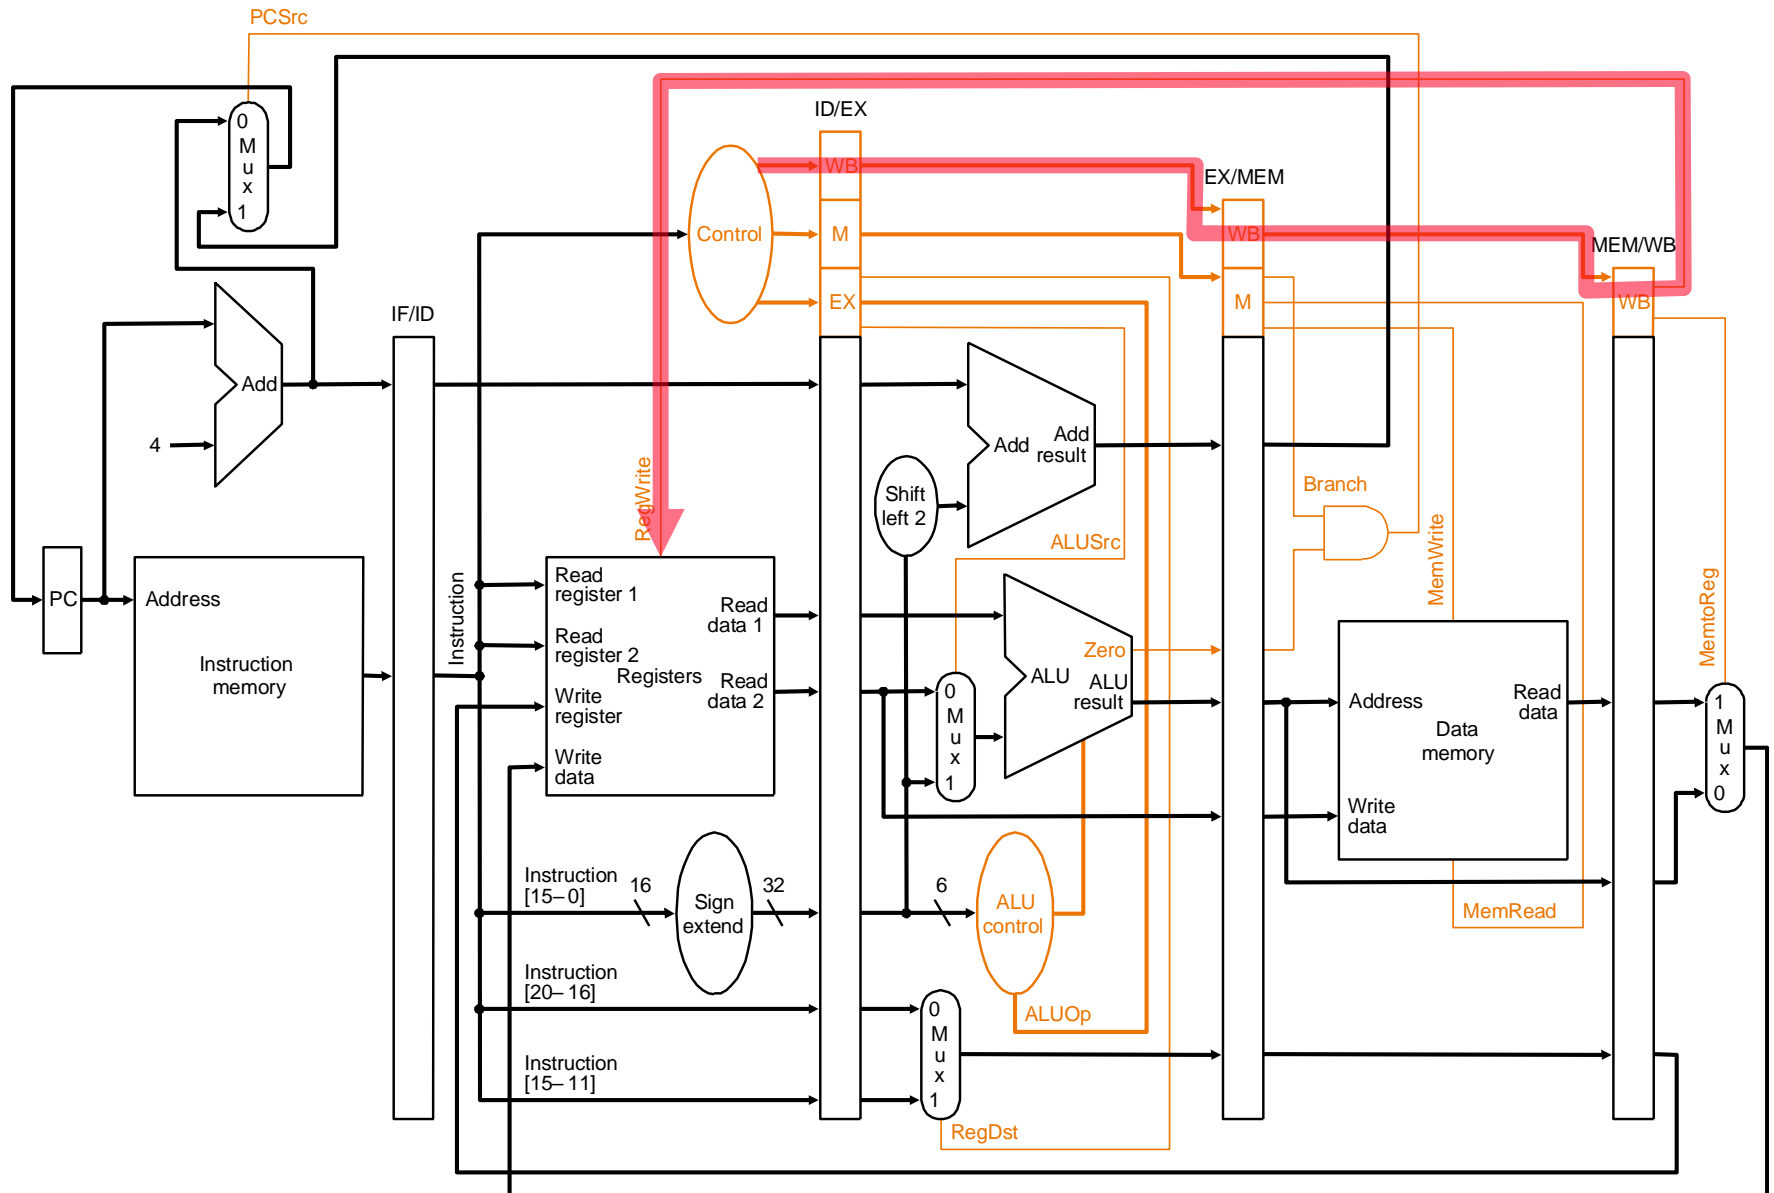 PCSrc
ID/EX
0
M
u
x
1
WB
EX/MEM
Control
M
WB
MEM/WB
EX
M
WB
IF/ID
Add
4
Add
Add
result
RegWrite
Shift
left 2
Branch
ALUSrc
MemWrite
PC
Address
Instruction
memory
Instruction
Read
register 1
Read
register 2
Write
register
Write
data
Registers
Read
data 1
Read
data 2
0
M
u
x
1
Zero
ALU
ALU
result
Address
Write
data
Data
memory
Read
data
MemtoReg
1
M
u
x
0
Instruction
[15–0]
16
Sign
extend
32
6
ALU
control
MemRead
Instruction
[20–16]
0
M
u
x
1
ALUOp
Instruction
[15–11]
RegDst